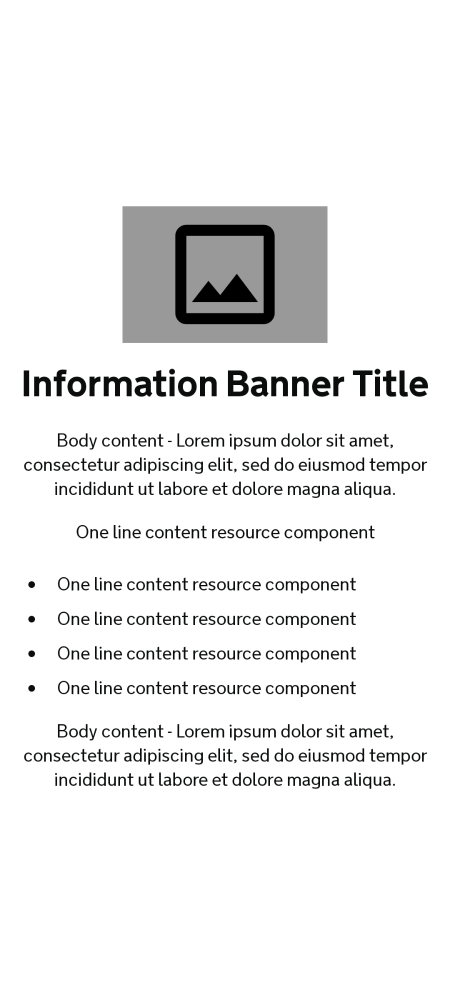 Information Banner Title
Body content - Lorem ipsum dolor sit amet,
consectetur adipiscing elit, sed do eiusmod tempor
incididunt ut labore et dolore magna aliqua.
One line content resource component
• One line content resource component
• One line content resource component
• One line content resource component
• One line content resource component
Body content - Lorem ipsum dolor sit amet,
consectetur adipiscing elit, sed do eiusmod tempor
incididunt ut labore et dolore magna aliqua.